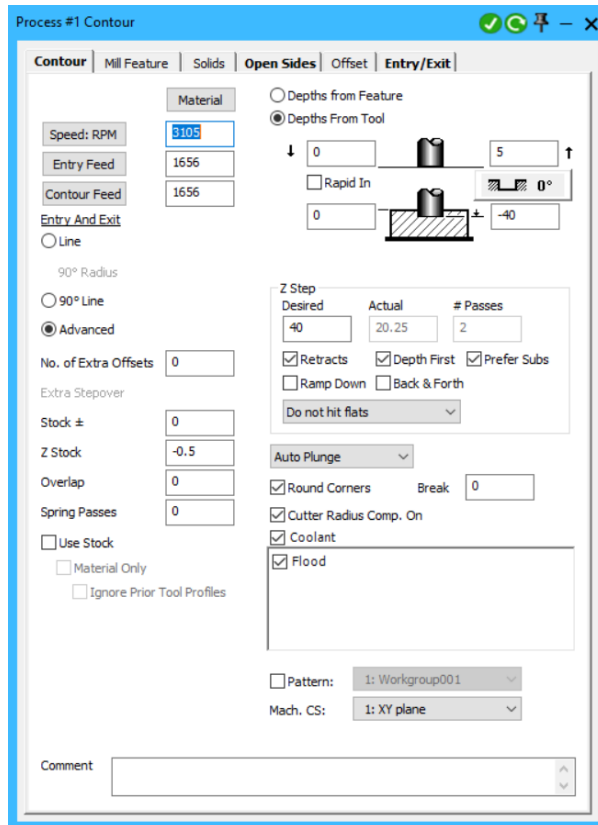 Process #1 Contour
Contour Mill Feature Solids Open Sides Offset Entry/Exit
Material
Speed: RPM 3105
Entry Feed 1656
Contour Feed 1656
Entry And Exit
Line
90° Radius
90° Line
Advanced
No. of Extra Offsets 0
Extra Stepover
Stock ± 0
Z Stock -0.5
Overlap 0
Spring Passes 0
Use Stock
Material Only
Ignore Prior Tool Profiles
Depths from Feature
Depths From Tool
0 5
Rapid In
0°
0 -40
Z Step
Desired Actual # Passes
40 20.25 2
Retracts Depth First Prefer Subs
Ramp Down Back & Forth
Do not hit flats
Auto Plunge
Round Corners Break 0
Cutter Radius Comp. On
Coolant
Flood
Pattern: 1: Workgroup001
Mach. CS: 1: XY plane
Comment